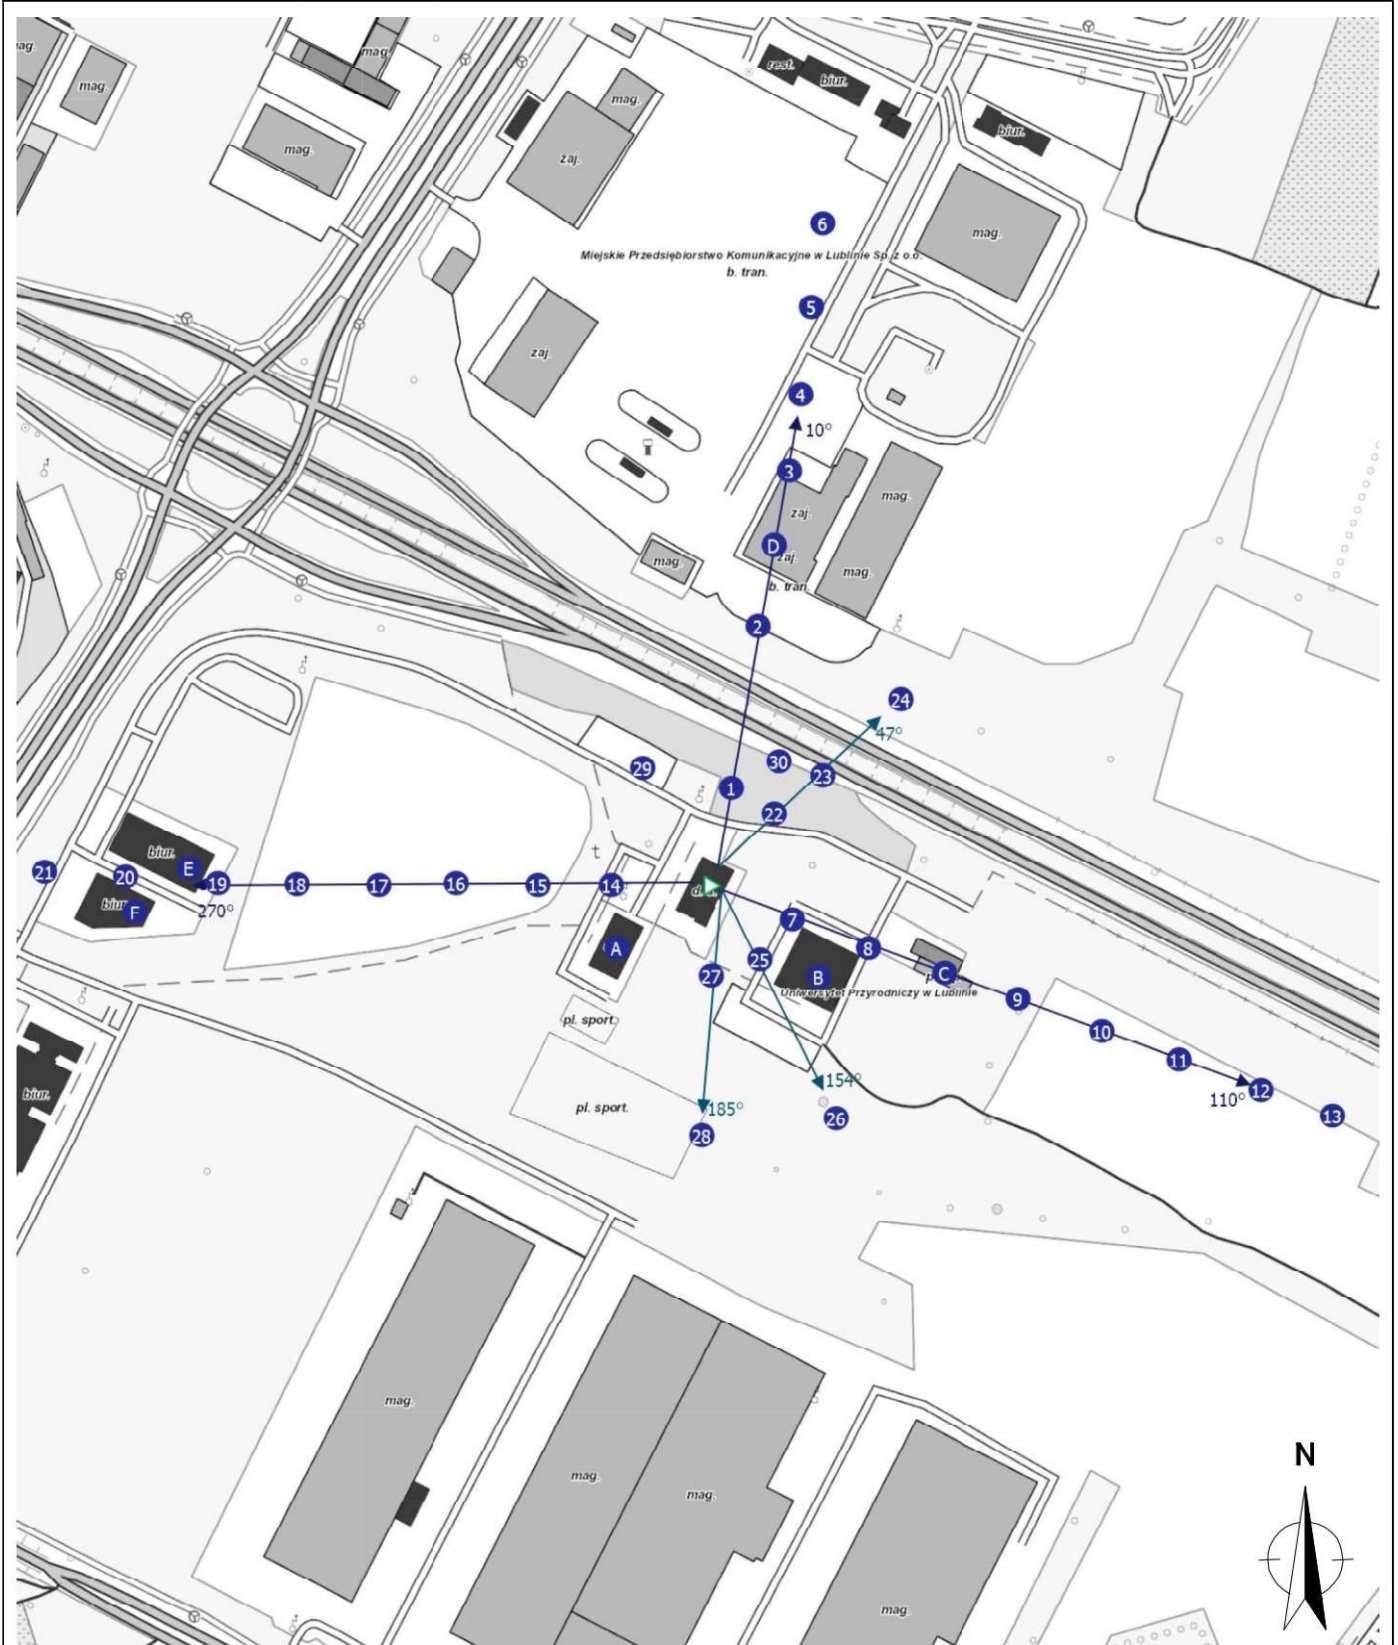 mag.
mag.
rest.
biur.
mag.
mag.
biur.
mag.
zaj.
6
mag.
Miejskie Przedsiębiorstwo Komunikacyjne w Lublinie Sp. z o.o.
b. tran.
5
zaj.
4
10°
3
mag.
zaj.
D
zaj.
mag.
mag.
b. tran.
2
24
47°
29
30
23
1
22
t
biur.
E
21
20
19
18
17
16
15
14
270°
biur.
F
7
A
8
25
B
C
27
Uniwersytet Przyrodniczy w Lublinie
9
pl. sport.
10
11
154°
12
110°
13
biur.
pl. sport.
185°
26
28
mag.
N
mag.
mag.
mag.